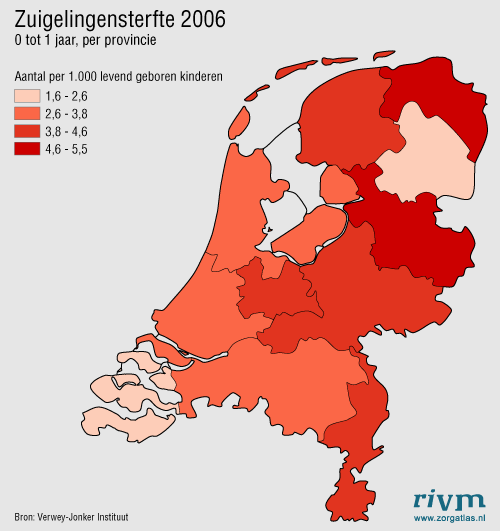 Zuigelingensterfte 2006
0 tot 1 jaar, per provincie
Aantal per 1.000 levend geboren kinderen
1,6 - 2,6
2,6 - 3,8
3,8 - 4,6
4,6 - 5,5
Bron: Verwey-Jonker Instituut
rivm
www.zorgatlas.nl